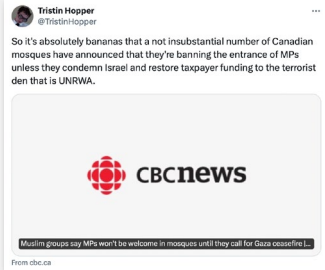 Tristin Hopper
@TristinHopper
So it's absolutely bananas that a not insubstantial number of Canadian
mosques have announced that they're banning the entrance of MPs
unless they condemn Israel and restore taxpayer funding to the terrorist
den that is UNRWA.
CBCnews
Muslim groups say MPs won't be welcome in mosques until they call for Gaza ceasefire |...
From cbc.ca